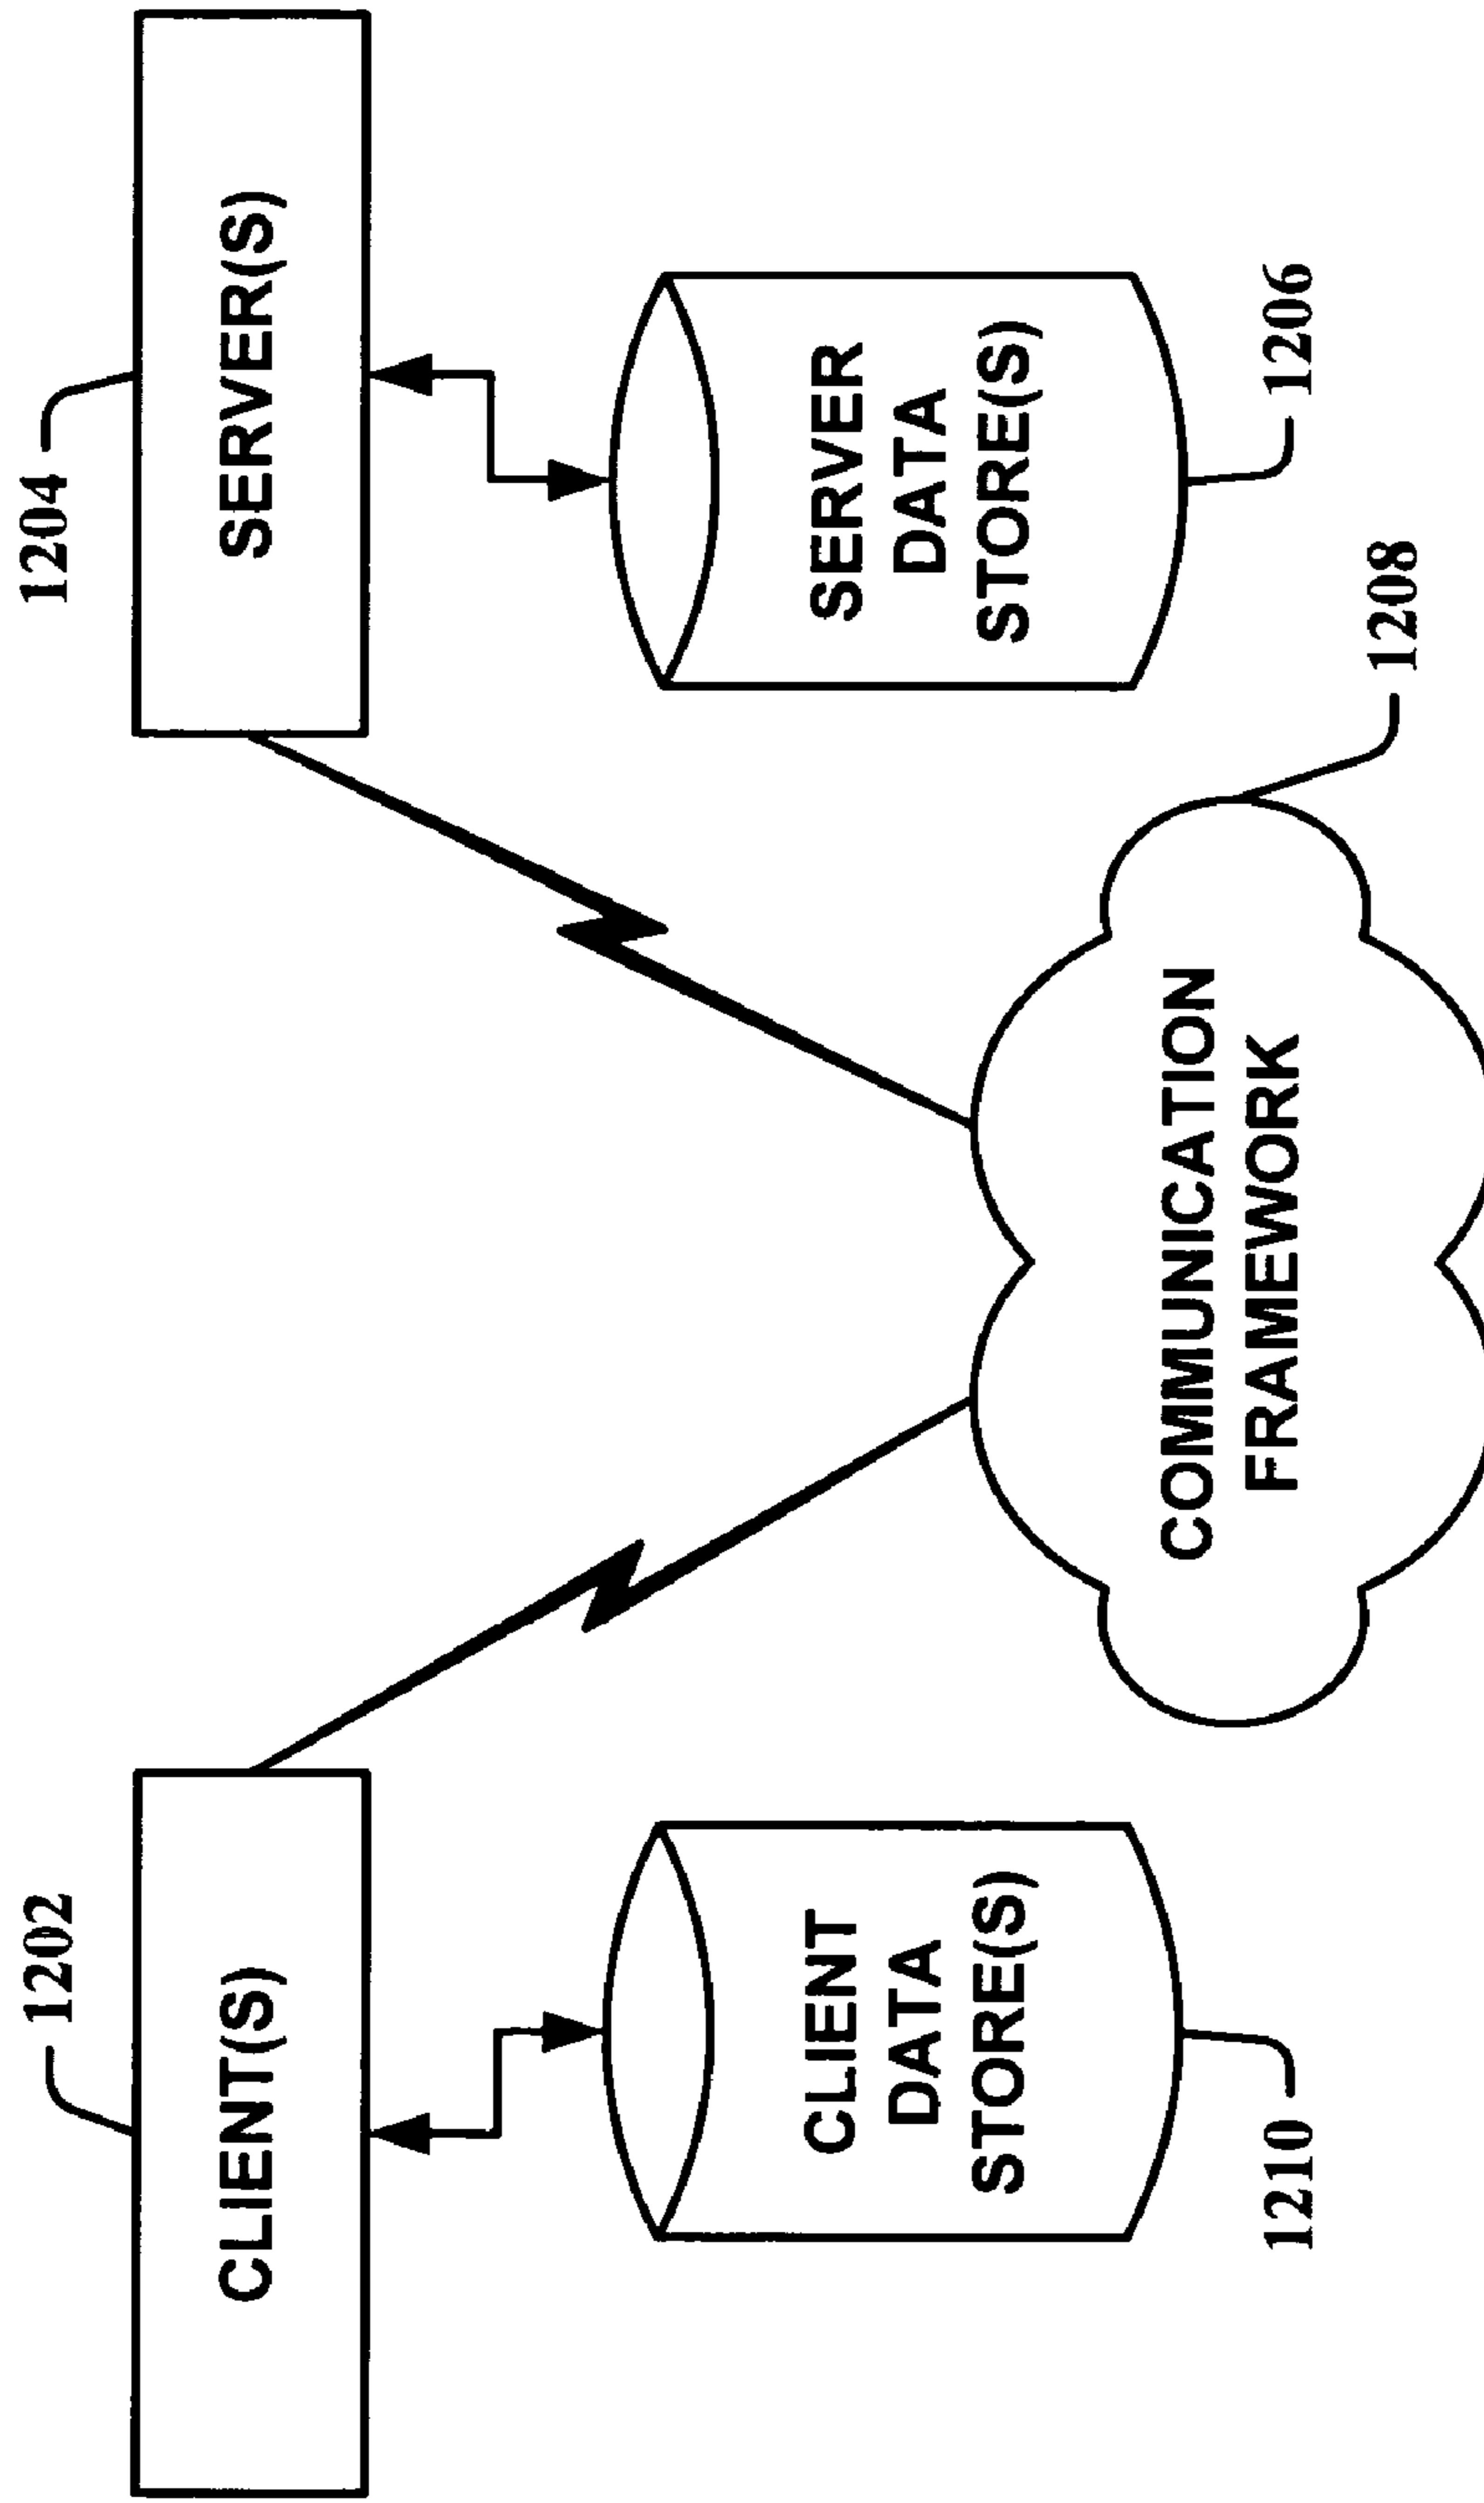 1202
1204
CLIENT(S)
SERVER(S)
CLIENT
DATA
STORE(S)
SERVER
DATA
STORE(S)
COMMUNICATION
FRAMEWORK
1210
1206
1208